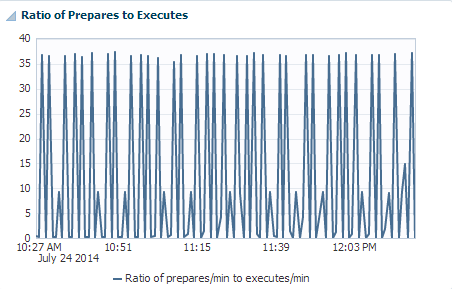 Ratio of Prepares to Executes
40
35
30
25
20
15
10
5
0
10:27 AM 10:51 11:15 11:39 12:03 PM
July 24 2014
Ratio of prepares/min to executes/min